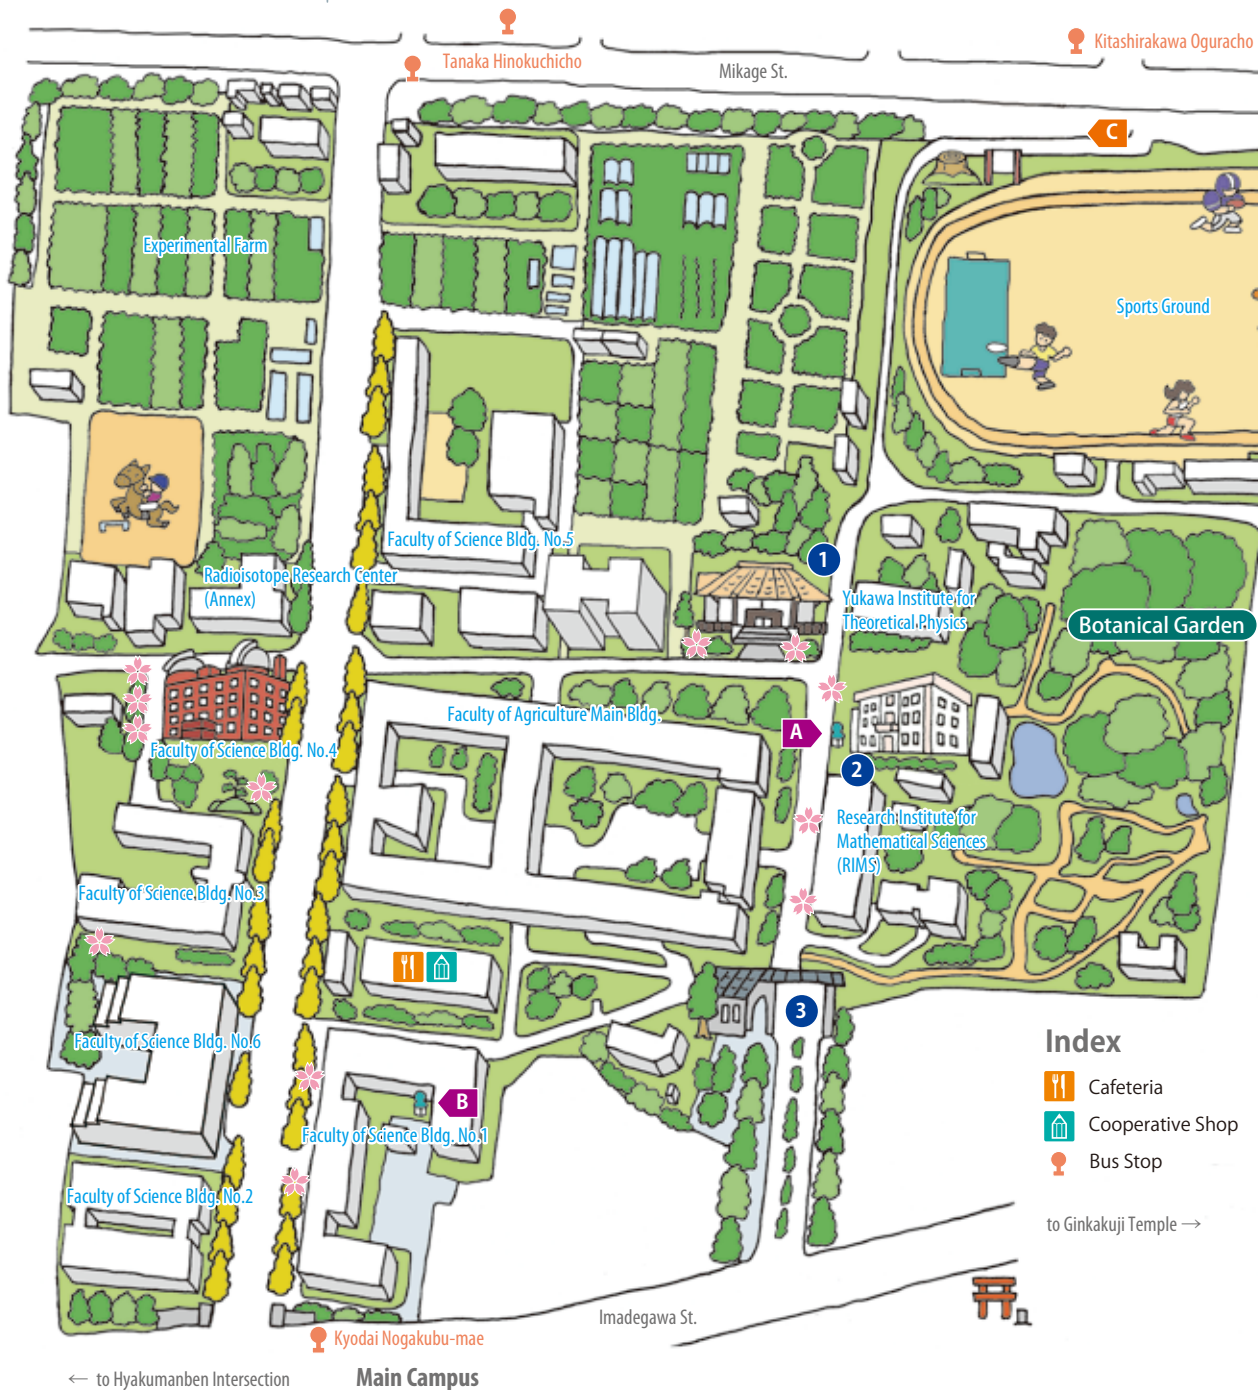 Tanaka Hinokuchicho
Kitashirakawa Oguracho
Mikage St.
C
Experimental Farm
Sports Ground
Faculty of Science Bldg. No.5
1
Radioisotope Research Center
(Annex)
Yukawa Institute for
Theoretical Physics
Botanical Garden
Faculty of Agriculture Main Bldg.
A
Faculty of Science Bldg. No.4
2
Research Institute for
Mathematical Sciences
(RIMS)
Faculty of Science Bldg. No.3
3
Faculty of Science Bldg. No.6
Index
Cafeteria
B
Cooperative Shop
Faculty of Science Bldg. No.1
Bus Stop
Faculty of Science Bldg. No.2
to Ginkakuji Temple →
Imadegawa St.
Kyodai Nogakubu-mae
← to Hyakumanben Intersection
Main Campus